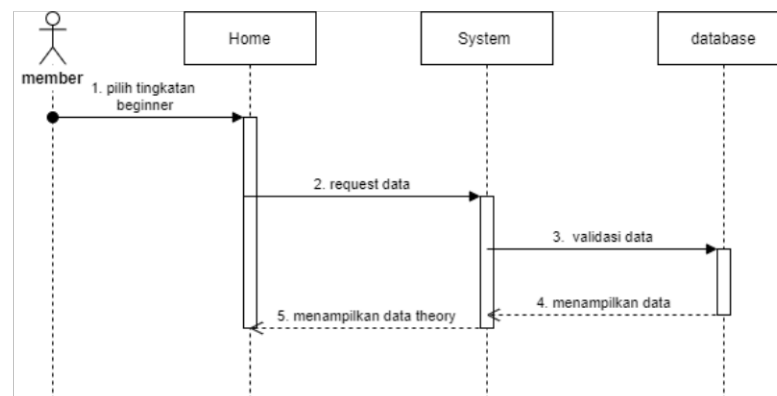 Home
System
database
member
1. pilih tingkatan
beginner
2. request data
3. validasi data
4. menampilkan data
5. menampilkan data theory